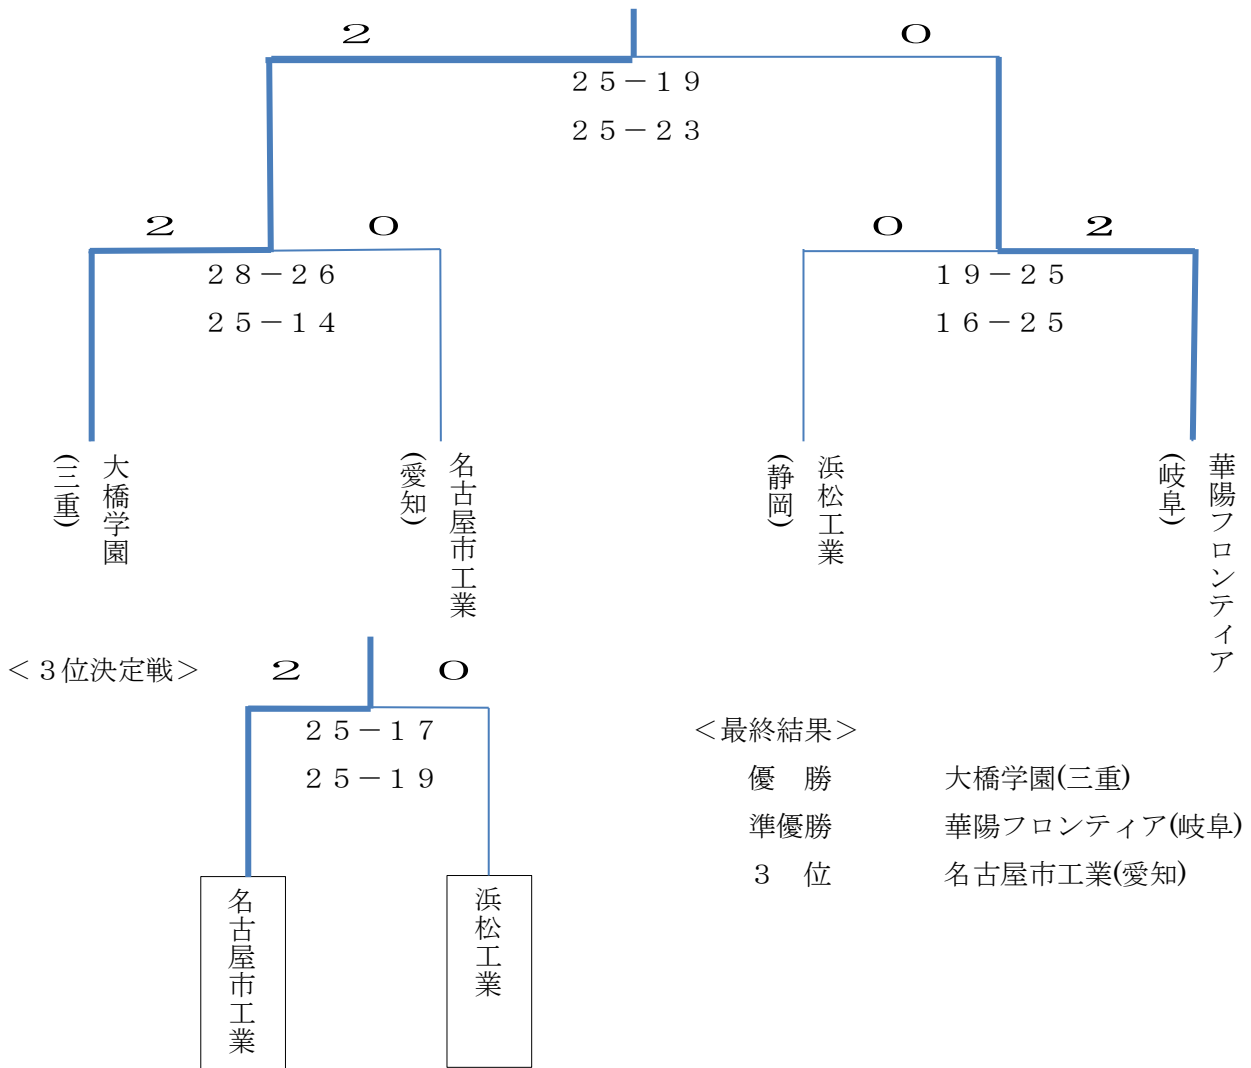 ２　０
２５－１９
２５－２３
２　０
２８－２６
２５－１４
０　２
１９－２５
１６－２５
大橋学園
(三重)
名古屋市工業
(愛知)
浜松工業
(静岡)
華陽フロンティア
(岐阜)
＜３位決定戦＞
２　０
２５－１７
２５－１９
名古屋市工業
浜松工業
＜最終結果＞
優　勝　大橋学園(三重)
準優勝　華陽フロンティア(岐阜)
３　位　名古屋市工業(愛知)